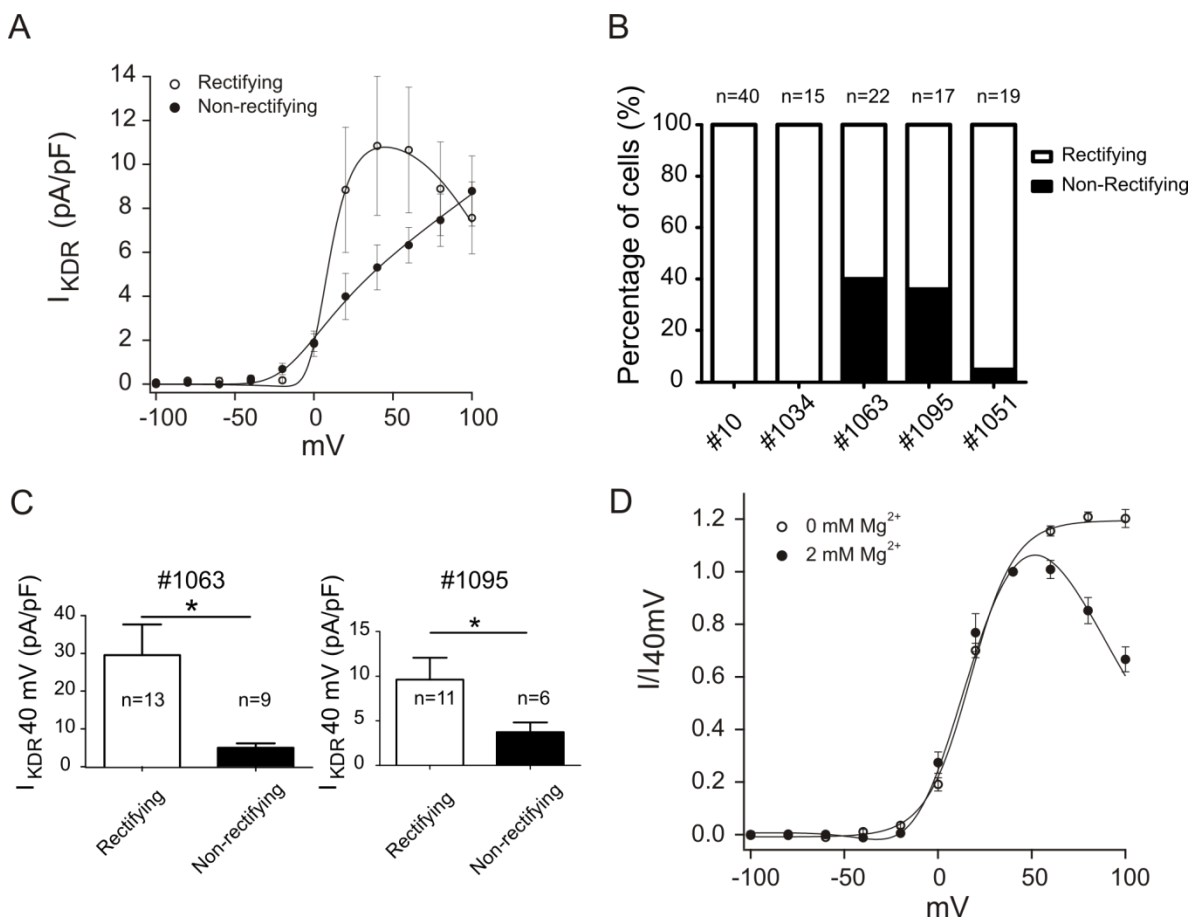 A
14
12
10
8
6
4
2
0
I KDR (pA/pF)
Rectifying
Non-rectifying
-100
-50
0
50
100
mV
B
n=40 n=15 n=22 n=17 n=19
100
80
60
40
20
0
Percentage of cells (%)
Rectifying
Non-Rectifying
#10
#1034
#1063
#1095
#1051
C
#1063
*
40
30
20
10
0
I KDR 40 mV (pA/pF)
n=13
n=9
Rectifying
Non-rectifying
#1095
*
15
10
5
0
I KDR 40 mV (pA/pF)
n=11
n=6
Rectifying
Non-rectifying
D
1.2
1.0
0.8
0.6
0.4
0.2
0.0
I/I40mV
0 mM Mg2+
2 mM Mg2+
-100
-50
0
50
100
mV